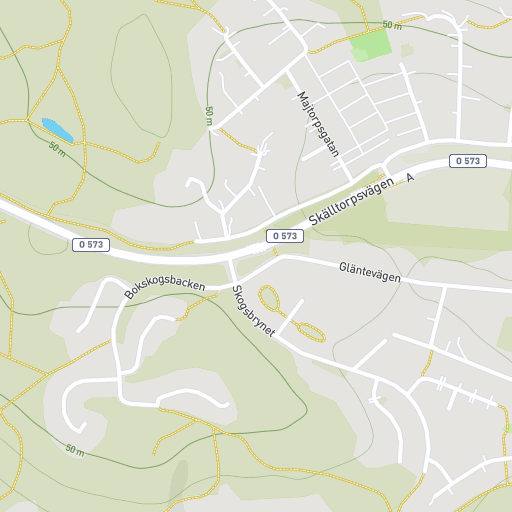 50 m
50 m
Majtorpsgatan
50 m
O 573
Skälltorpsvägen
A
O 573
O 573
Gläntevägen
Bokskogsbacken
Skogsbrynet
50 m